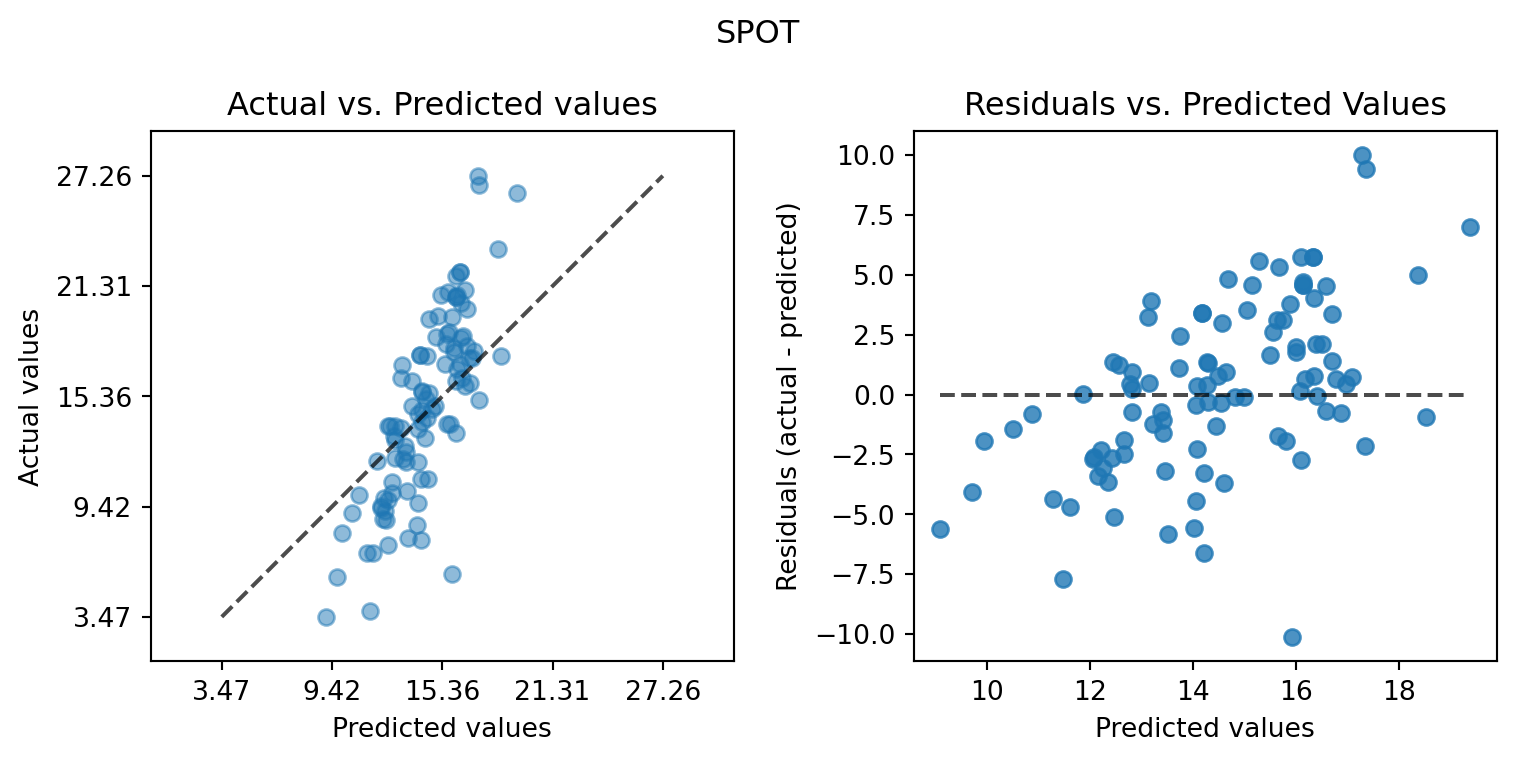 SPOT
Actual vs. Predicted values
27.26
21.31
15.36
9.42
3.47
Actual values
3.47 9.42 15.36 21.31 27.26
Predicted values
Residuals vs. Predicted Values
10.0
7.5
5.0
2.5
0.0
−2.5
−5.0
−7.5
−10.0
Residuals (actual - predicted)
10 12 14 16 18
Predicted values